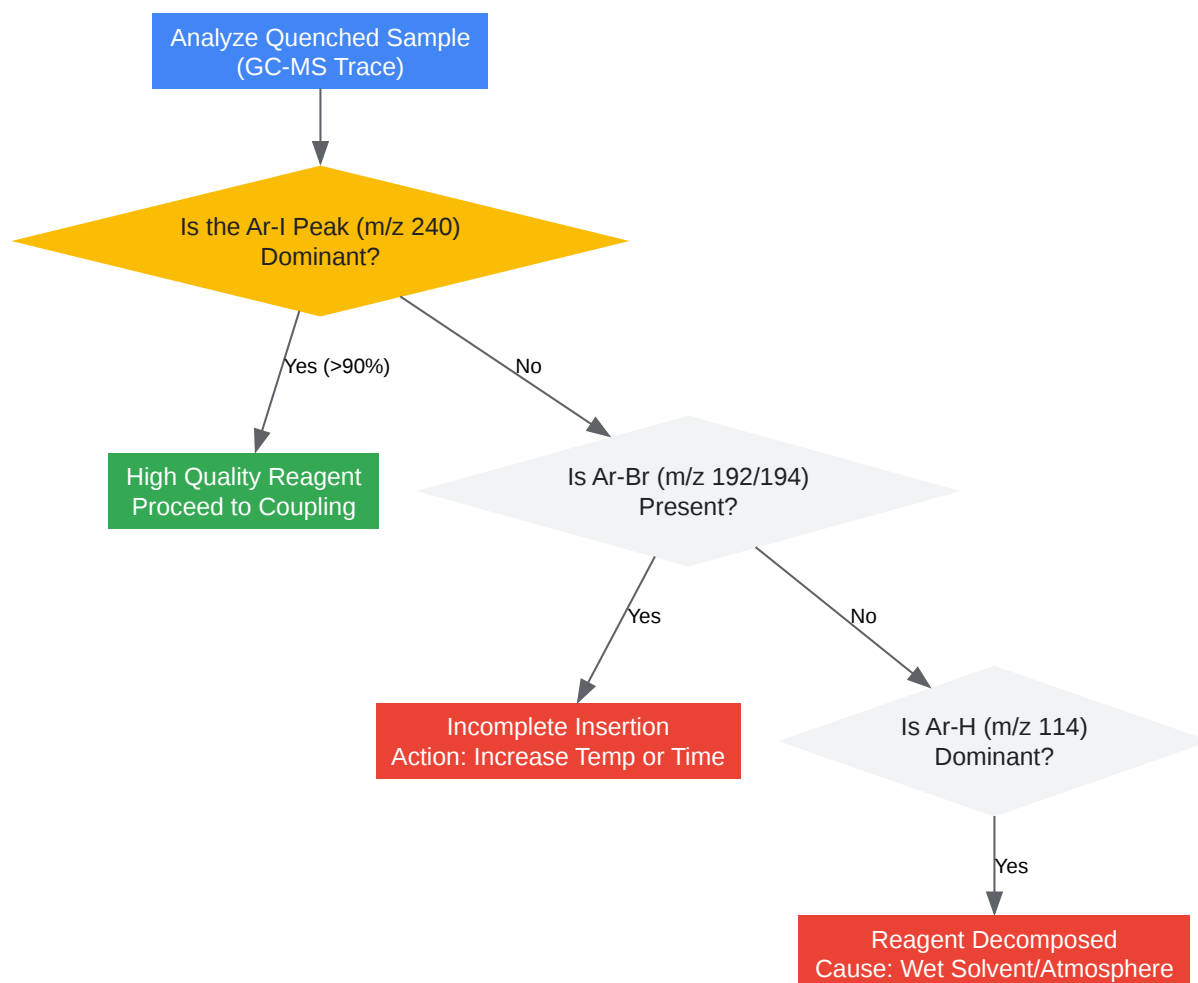 Analyze Quenched Sample
(GC-MS Trace)
Is the Ar-I Peak (m/z 240)
Dominant?
Yes (>90%)
No
High Quality Reagent
Proceed to Coupling
Is Ar-Br (m/z 192/194)
Present?
Yes
No
Incomplete Insertion
Action: Increase Temp or Time
Is Ar-H (m/z 114)
Dominant?
Yes
Reagent Decomposed
Cause: Wet Solvent/Atmosphere